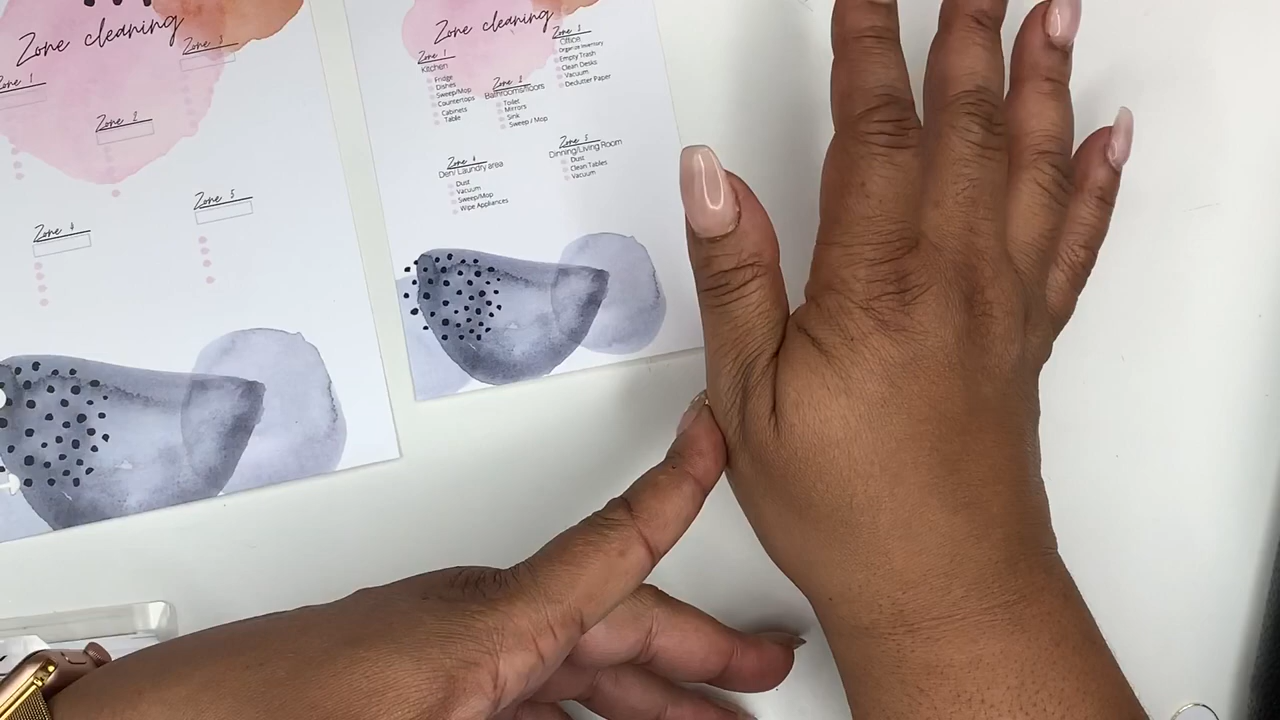 Zone cleaning
Zone 1
Zone 3
Zone 2
Zone 4
Zone 5
Zone cleaning
Zone 1
Kitchen
Fridge
Dishes
Sweep/Mop
Countertops
Cabinets
Table
Zone 2
Bathrooms/floors
Toilet
Mirrors
Sink
Sweep / Mop
Zone 3
Office
Organize Inventory
Empty Trash
Clean Desks
Vacuum
Declutter Paper
Zone 4
Den/ Laundry area
Dust
Vacuum
Sweep/Mop
Wipe Appliances
Zone 5
Dinning/Living Room
Dust
Clean Tables
Vacuum